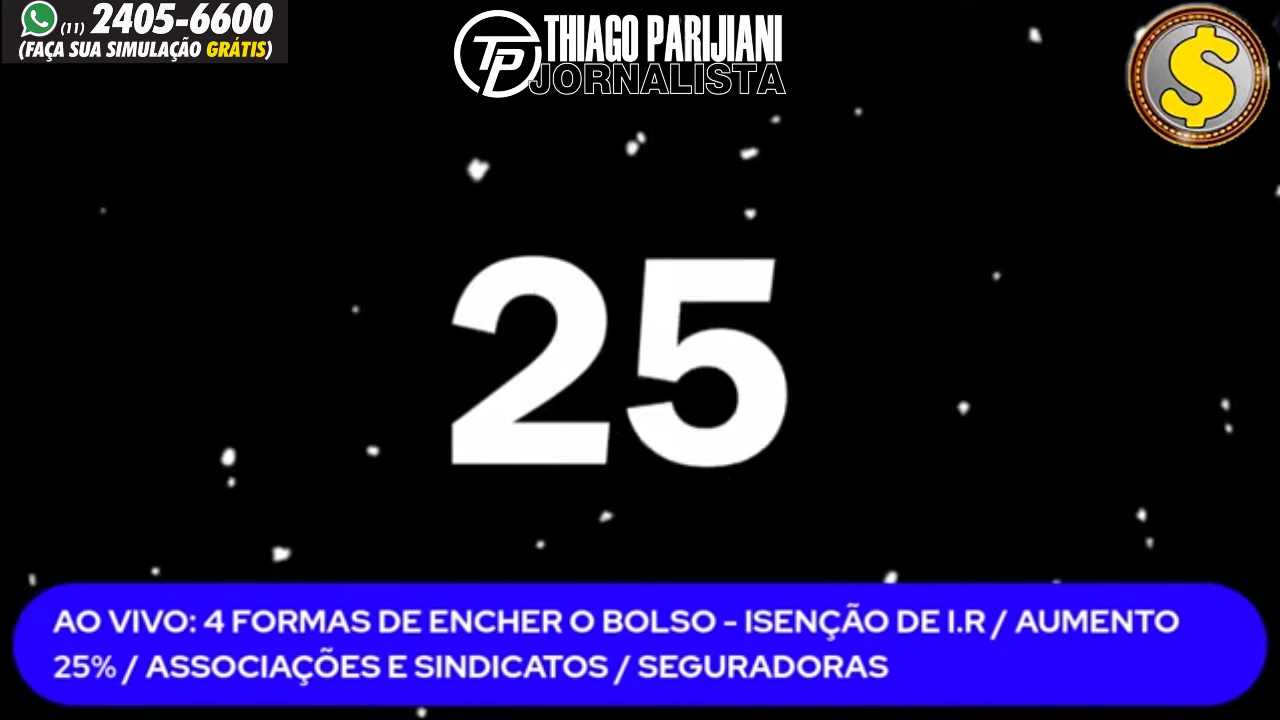 (11) 2405-6600
(FAÇA SUA SIMULAÇÃO GRÁTIS)
TP
THIAGO PARIJIANI
JORNALISTA
$
25
AO VIVO: 4 FORMAS DE ENCHER O BOLSO - ISENÇÃO DE I.R / AUMENTO
25% / ASSOCIAÇÕES E SINDICATOS / SEGURADORAS